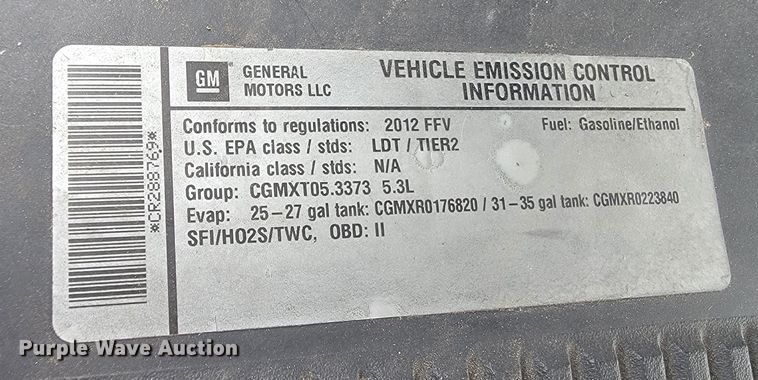 *CR288769*
GM
GENERAL
MOTORS LLC
VEHICLE EMISSION CONTROL
INFORMATION
Conforms to regulations: 2012 FFV Fuel: Gasoline/Ethanol
U.S. EPA class / stds: LDT / TIER2
California class / stds: N/A
Group: CGMXT05.3373 5.3L
Evap: 25-27 gal tank: CGMXR0176820 / 31-35 gal tank: CGMXR0223840
SFI/HO2S/TWC, OBD: II
Purple Wave Auction